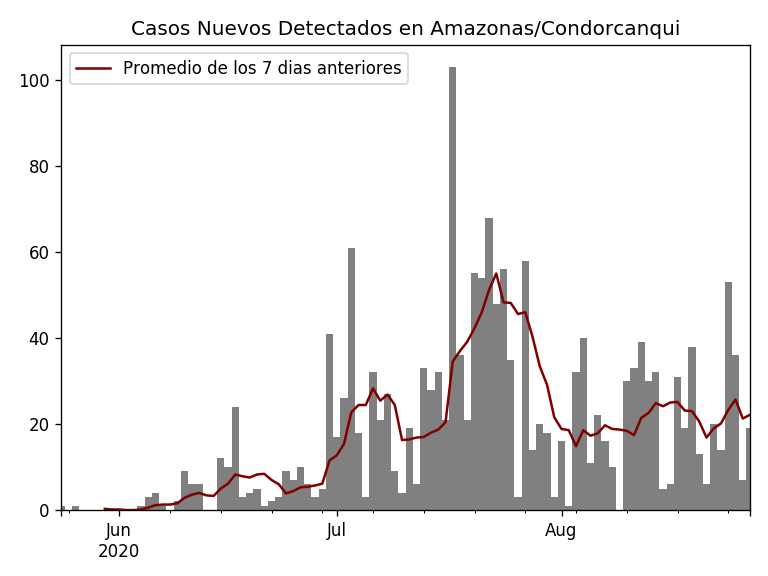 Casos Nuevos Detectados en Amazonas/Condorcanqui
Promedio de los 7 dias anteriores
100
80
60
40
20
0
Jun
2020
Jul
Aug